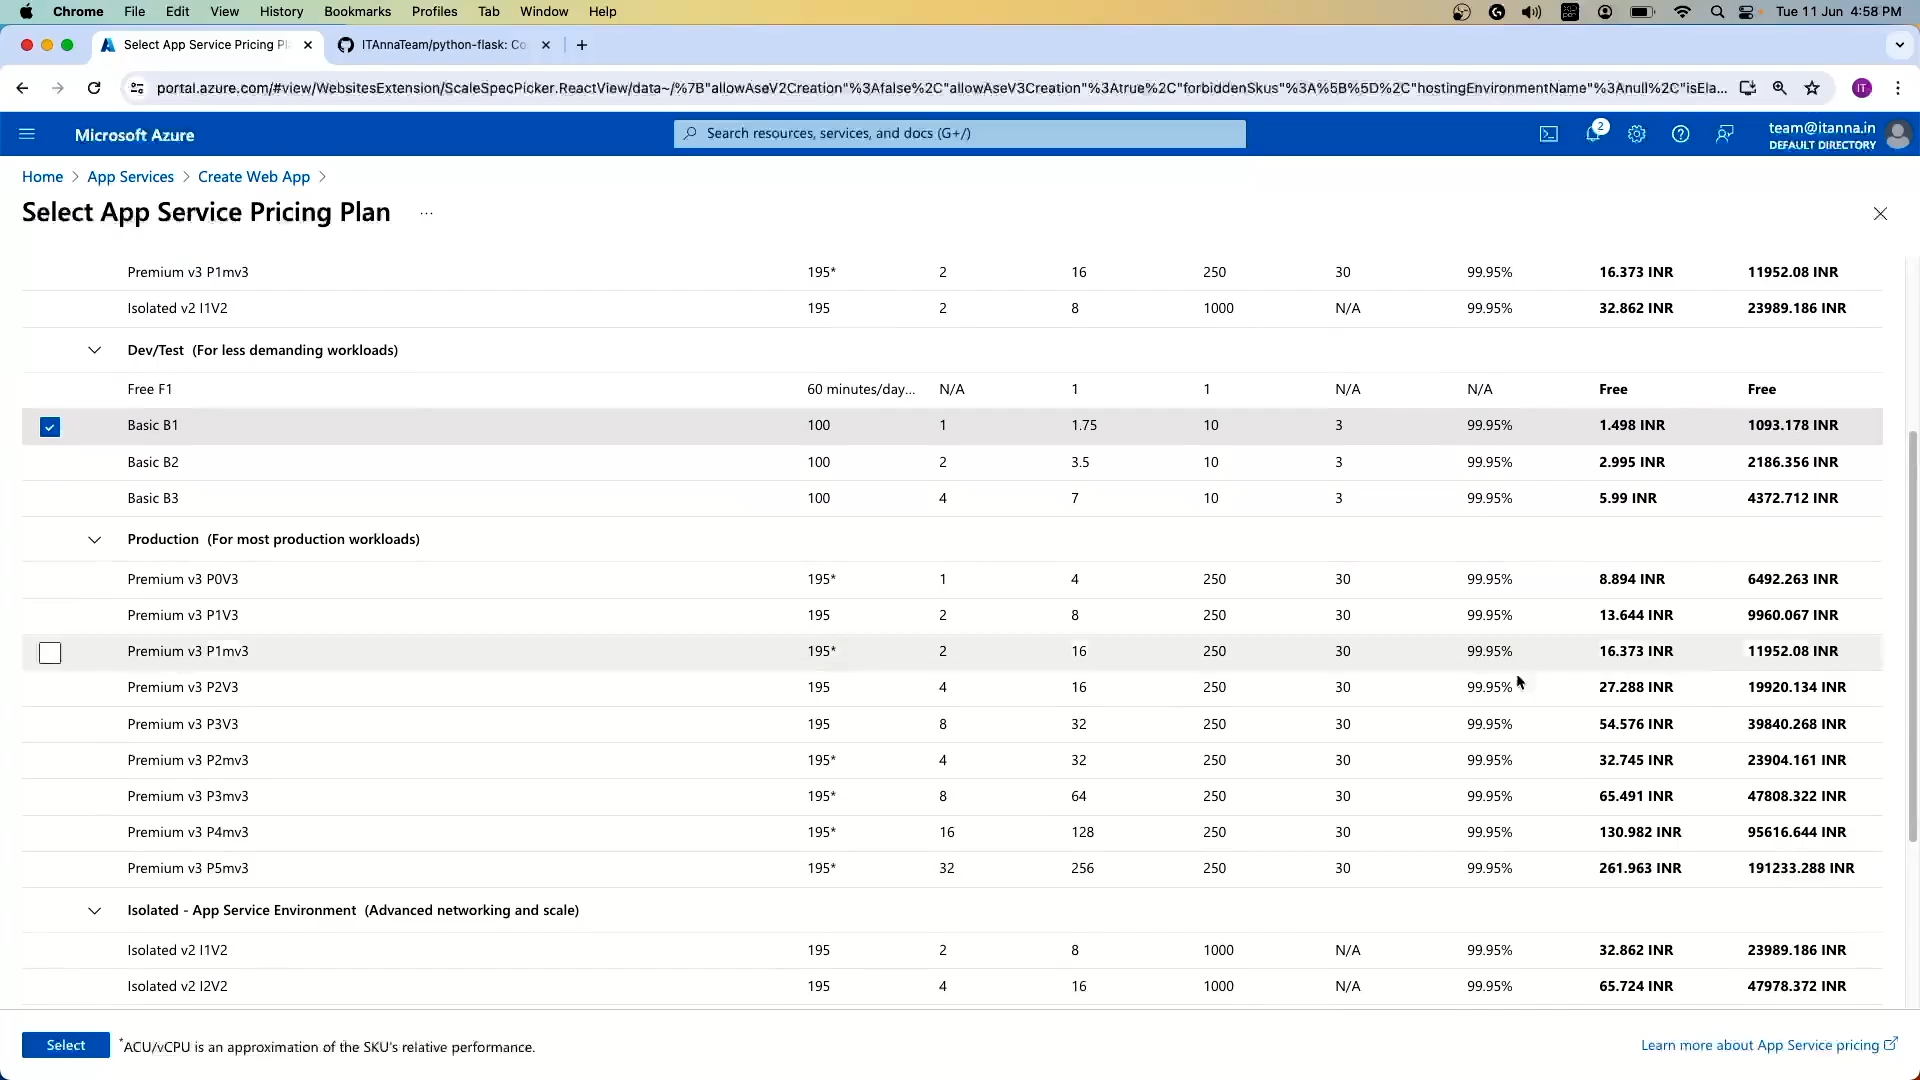 Chrome File Edit View History Bookmarks Profiles Tab Window Help Tue 11 Jun 4:58 PM
Select App Service Pricing Pl ITAnnaTeam/python-flask: Co
portal.azure.com/#view/WebsitesExtension/ScaleSpecPicker.ReactView/data~/%7B"allowAseV2Creation"%3Afalse%2C"allowAseV3Creation"%3Atrue%2C"forbiddenSkus"%3A%5B%5D%2C"hostingEnvironmentName"%3Anull%2C"isEla... IT
Microsoft Azure Search resources, services, and docs (G+/) 2 team@itanna.in
DEFAULT DIRECTORY
Home > App Services > Create Web App >
Select App Service Pricing Plan ...
Premium v3 P1mv3 195* 2 16 250 30 99.95% 16.373 INR 11952.08 INR
Isolated v2 I1V2 195 2 8 1000 N/A 99.95% 32.862 INR 23989.186 INR
Dev/Test (For less demanding workloads)
Free F1 60 minutes/day... N/A 1 1 N/A N/A Free Free
Basic B1 100 1 1.75 10 3 99.95% 1.498 INR 1093.178 INR
Basic B2 100 2 3.5 10 3 99.95% 2.995 INR 2186.356 INR
Basic B3 100 4 7 10 3 99.95% 5.99 INR 4372.712 INR
Production (For most production workloads)
Premium v3 P0V3 195* 1 4 250 30 99.95% 8.894 INR 6492.263 INR
Premium v3 P1V3 195 2 8 250 30 99.95% 13.644 INR 9960.067 INR
Premium v3 P1mv3 195* 2 16 250 30 99.95% 16.373 INR 11952.08 INR
Premium v3 P2V3 195 4 16 250 30 99.95% 27.288 INR 19920.134 INR
Premium v3 P3V3 195 8 32 250 30 99.95% 54.576 INR 39840.268 INR
Premium v3 P2mv3 195* 4 32 250 30 99.95% 32.745 INR 23904.161 INR
Premium v3 P3mv3 195* 8 64 250 30 99.95% 65.491 INR 47808.322 INR
Premium v3 P4mv3 195* 16 128 250 30 99.95% 130.982 INR 95616.644 INR
Premium v3 P5mv3 195* 32 256 250 30 99.95% 261.963 INR 191233.288 INR
Isolated - App Service Environment (Advanced networking and scale)
Isolated v2 I1V2 195 2 8 1000 N/A 99.95% 32.862 INR 23989.186 INR
Isolated v2 I2V2 195 4 16 1000 N/A 99.95% 65.724 INR 47978.372 INR
Select *ACU/vCPU is an approximation of the SKU's relative performance. Learn more about App Service pricing